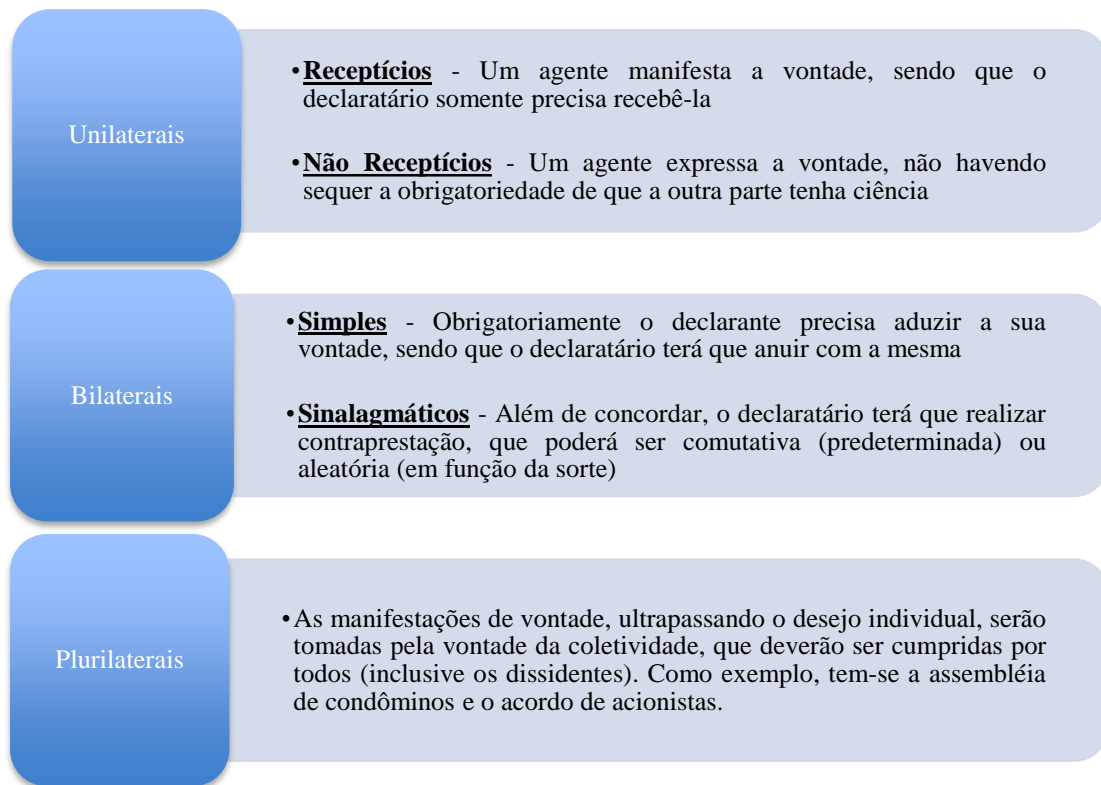 Unilaterais
•Receptícios - Um agente manifesta a vontade, sendo que o
declaratário somente precisa recebê-la
•Não Receptícios - Um agente expressa a vontade, não havendo
sequer a obrigatoriedade de que a outra parte tenha ciência
Bilaterais
•Simples - Obrigatoriamente o declarante precisa aduzir a sua
vontade, sendo que o declaratário terá que anuir com a mesma
•Sinalagmáticos - Além de concordar, o declaratário terá que realizar
contraprestação, que poderá ser comutativa (predeterminada) ou
aleatória (em função da sorte)
Plurilaterais
•As manifestações de vontade, ultrapassando o desejo individual, serão
tomadas pela vontade da coletividade, que deverão ser cumpridas por
todos (inclusive os dissidentes). Como exemplo, tem-se a assembléia
de condôminos e o acordo de acionistas.